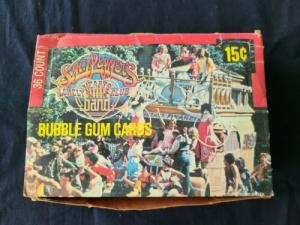 36 COUNT
Sgt. Pepper's
LONELY HEARTS CLUB
band
15¢
BUBBLE GUM CARDS